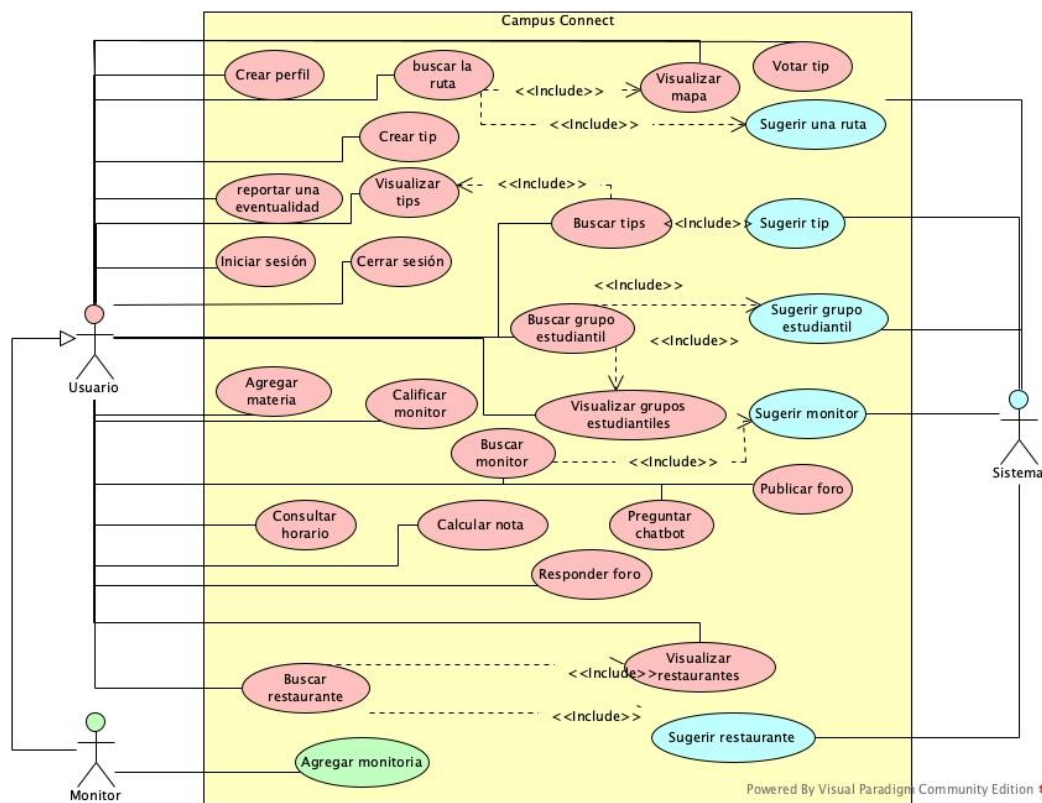 Campus Connect
Crear perfil
buscar la
ruta
<<Include>>
Visualizar
mapa
Votar tip
<<Include>>
Sugerir una ruta
Crear tip
reportar una
eventualidad
Visualizar
tips
<<Include>>
Buscar tips
<<Include>>
Sugerir tip
Iniciar sesión
Cerrar sesión
<<Include>>
Buscar grupo
estudiantil
Sugerir grupo
estudiantil
<<Include>>
Usuario
Agregar
materia
Calificar
monitor
Visualizar grupos
estudiantiles
Sugerir monitor
Buscar
monitor
<<Include>>
Sistema
Publicar foro
Consultar
horario
Calcular nota
Preguntar
chatbot
Responder foro
Visualizar
restaurantes
<<Include>>
Buscar
restaurante
<<Include>>
Sugerir restaurante
Agregar monitoria
Monitor
Powered By Visual Paradigm Community Edition